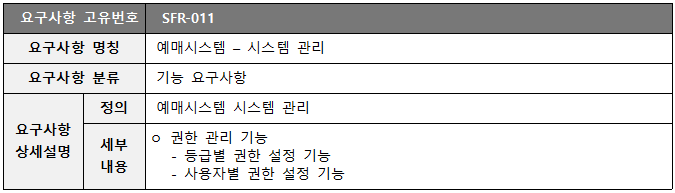 요구사항 고유번호 SFR-011
요구사항 명칭 예매시스템 – 시스템 관리
요구사항 분류 기능 요구사항
요구사항 상세설명
정의 예매시스템 시스템 관리
세부 내용
○ 권한 관리 기능
- 등급별 권한 설정 기능
- 사용자별 권한 설정 기능